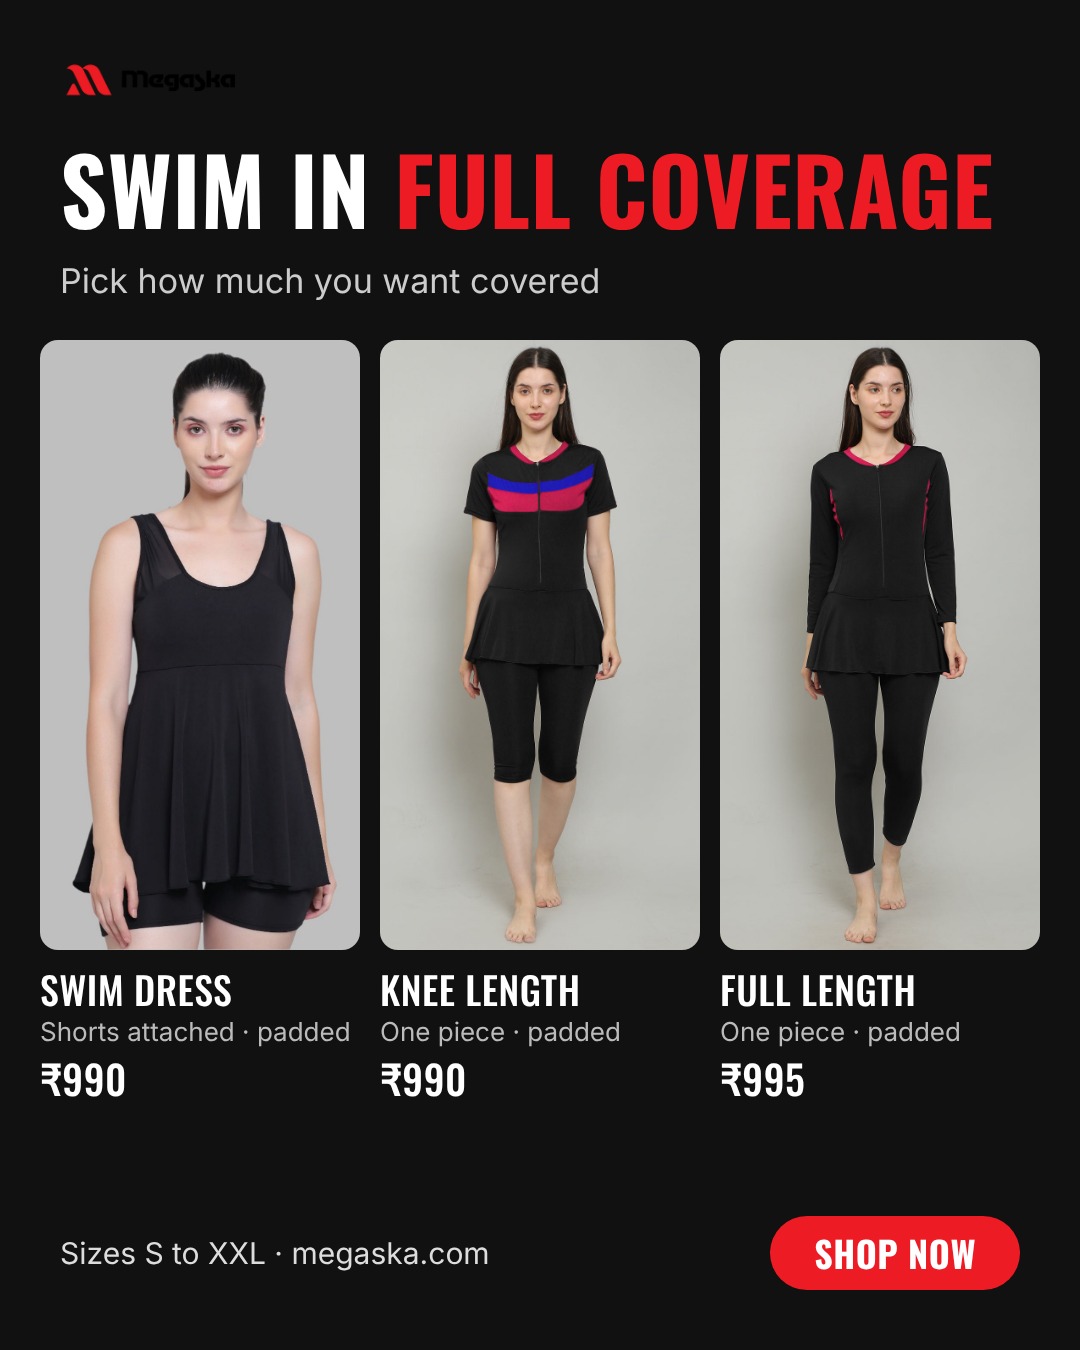 Megaska
SWIM IN FULL COVERAGE
Pick how much you want covered
SWIM DRESS
Shorts attached · padded
₹990
KNEE LENGTH
One piece · padded
₹990
FULL LENGTH
One piece · padded
₹995
Sizes S to XXL · megaska.com
SHOP NOW